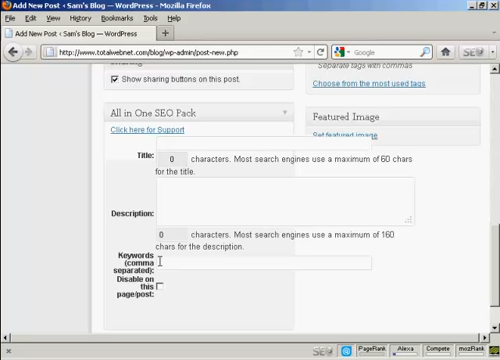 Add New Post ‹ Sam's Blog — WordPress — Mozilla Firefox
File Edit View History Bookmarks Tools Help
Add New Post ‹ Sam's Blog — WordPress
http://www.totalwebnet.com/blog/wp-admin/post-new.php
Google
Separate tags with commas
Show sharing buttons on this post.
Choose from the most used tags
All in One SEO Pack
Featured Image
Click here for Support
Set featured image
Title:
0 characters. Most search engines use a maximum of 60 chars
for the title.
Description:
0 characters. Most search engines use a maximum of 160
chars for the description.
Keywords
(comma
separated):
Disable on
this
page/post:
PageRank
Alexa
Compete
mozRank